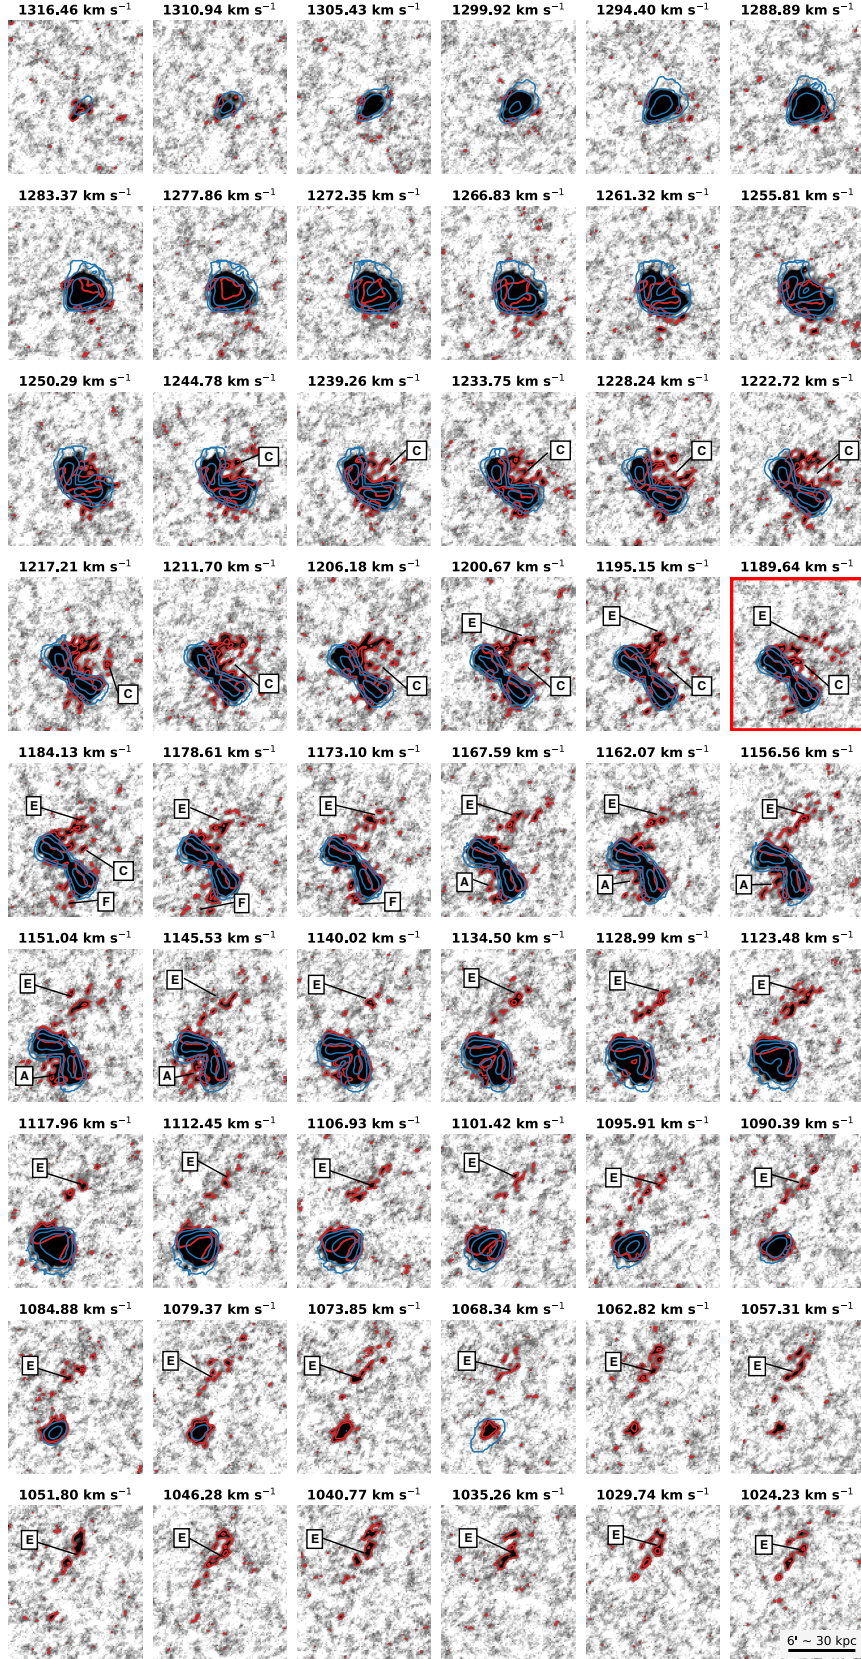 1316.46 km s⁻¹ 1310.94 km s⁻¹ 1305.43 km s⁻¹ 1299.92 km s⁻¹ 1294.40 km s⁻¹ 1288.89 km s⁻¹
1283.37 km s⁻¹ 1277.86 km s⁻¹ 1272.35 km s⁻¹ 1266.83 km s⁻¹ 1261.32 km s⁻¹ 1255.81 km s⁻¹
1250.29 km s⁻¹ 1244.78 km s⁻¹ 1239.26 km s⁻¹ 1233.75 km s⁻¹ 1228.24 km s⁻¹ 1222.72 km s⁻¹
C C C C C
1217.21 km s⁻¹ 1211.70 km s⁻¹ 1206.18 km s⁻¹ 1200.67 km s⁻¹ 1195.15 km s⁻¹ 1189.64 km s⁻¹
E E E
C C C C C C
1184.13 km s⁻¹ 1178.61 km s⁻¹ 1173.10 km s⁻¹ 1167.59 km s⁻¹ 1162.07 km s⁻¹ 1156.56 km s⁻¹
E E E E E E
C A A A
F F F
1151.04 km s⁻¹ 1145.53 km s⁻¹ 1140.02 km s⁻¹ 1134.50 km s⁻¹ 1128.99 km s⁻¹ 1123.48 km s⁻¹
E E E E E E
A A
1117.96 km s⁻¹ 1112.45 km s⁻¹ 1106.93 km s⁻¹ 1101.42 km s⁻¹ 1095.91 km s⁻¹ 1090.39 km s⁻¹
E E E E E E
1084.88 km s⁻¹ 1079.37 km s⁻¹ 1073.85 km s⁻¹ 1068.34 km s⁻¹ 1062.82 km s⁻¹ 1057.31 km s⁻¹
E E E E E E
1051.80 km s⁻¹ 1046.28 km s⁻¹ 1040.77 km s⁻¹ 1035.26 km s⁻¹ 1029.74 km s⁻¹ 1024.23 km s⁻¹
E E E E E E
6' ~ 30 kpc